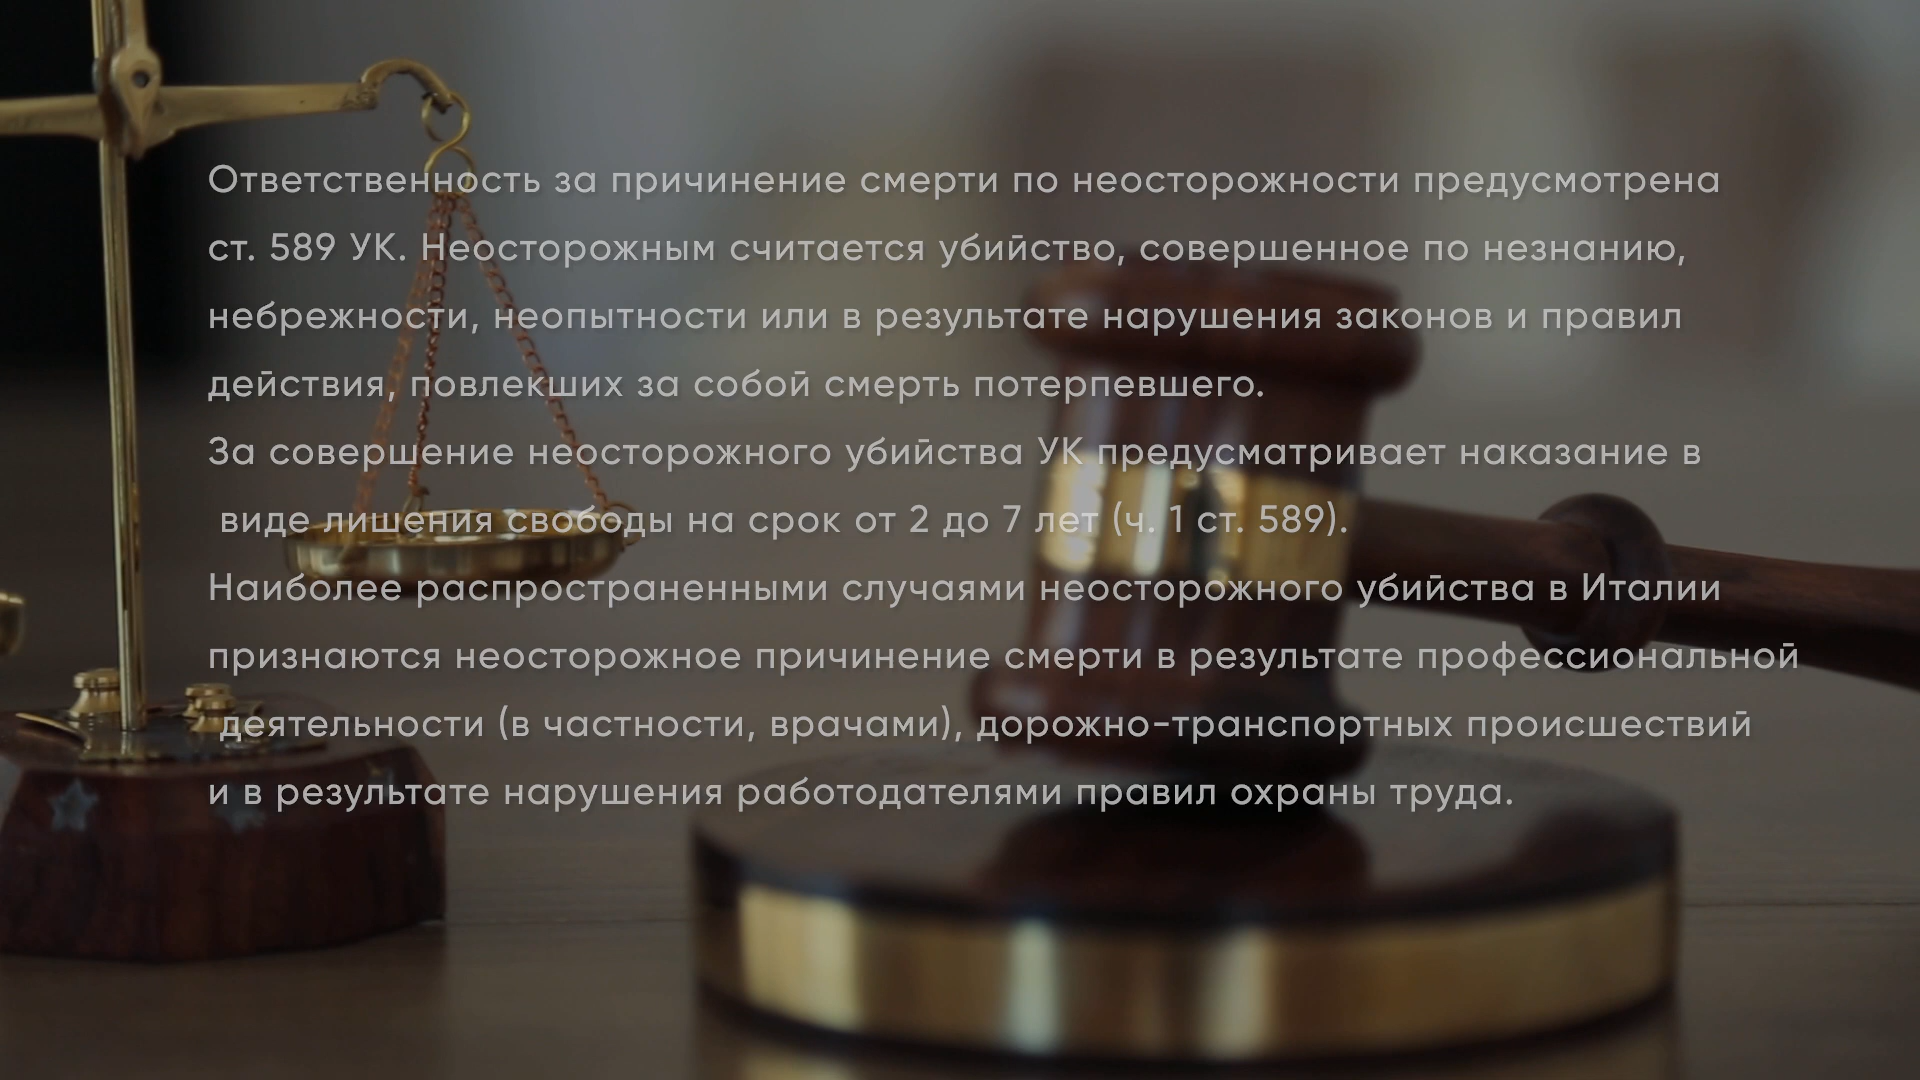 Ответственность за причинение смерти по неосторожности предусмотрена
ст. 589 УК. Неосторожным считается убийство, совершенное по незнанию,
небрежности, неопытности или в результате нарушения законов и правил
действия, повлекших за собой смерть потерпевшего.
За совершение неосторожного убийства УК предусматривает наказание в
виде лишения свободы на срок от 2 до 7 лет (ч. 1 ст. 589).
Наиболее распространенными случаями неосторожного убийства в Италии
признаются неосторожное причинение смерти в результате профессиональной
деятельности (в частности, врачами), дорожно-транспортных происшествий
и в результате нарушения работодателями правил охраны труда.